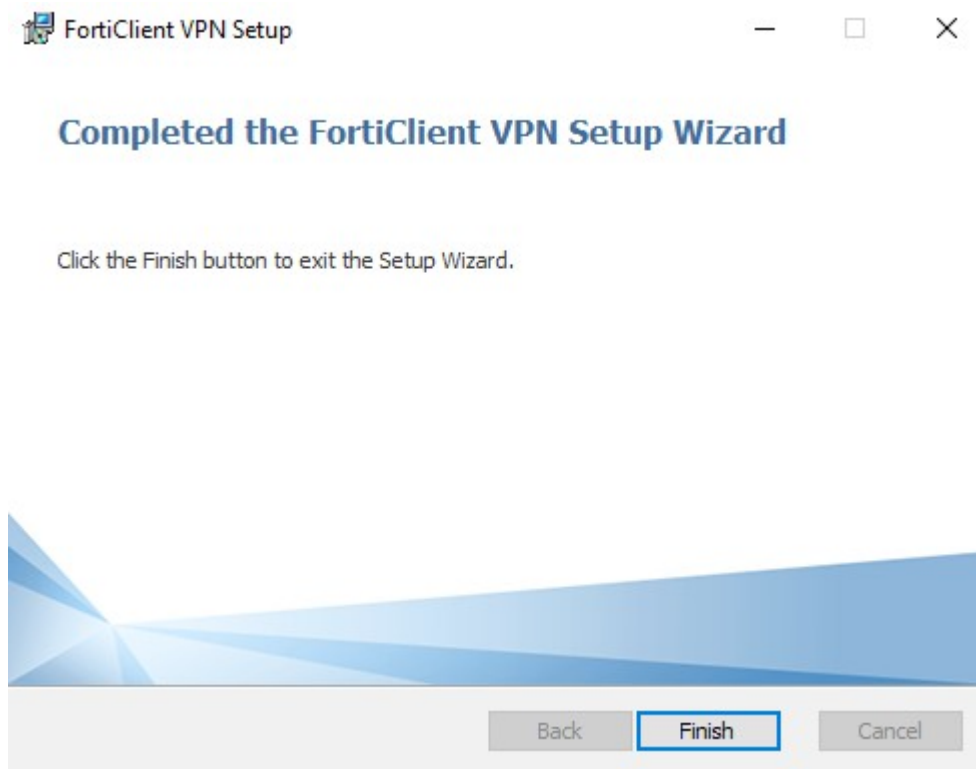 FortiClient VPN Setup
Completed the FortiClient VPN Setup Wizard
Click the Finish button to exit the Setup Wizard.
Back Finish Cancel